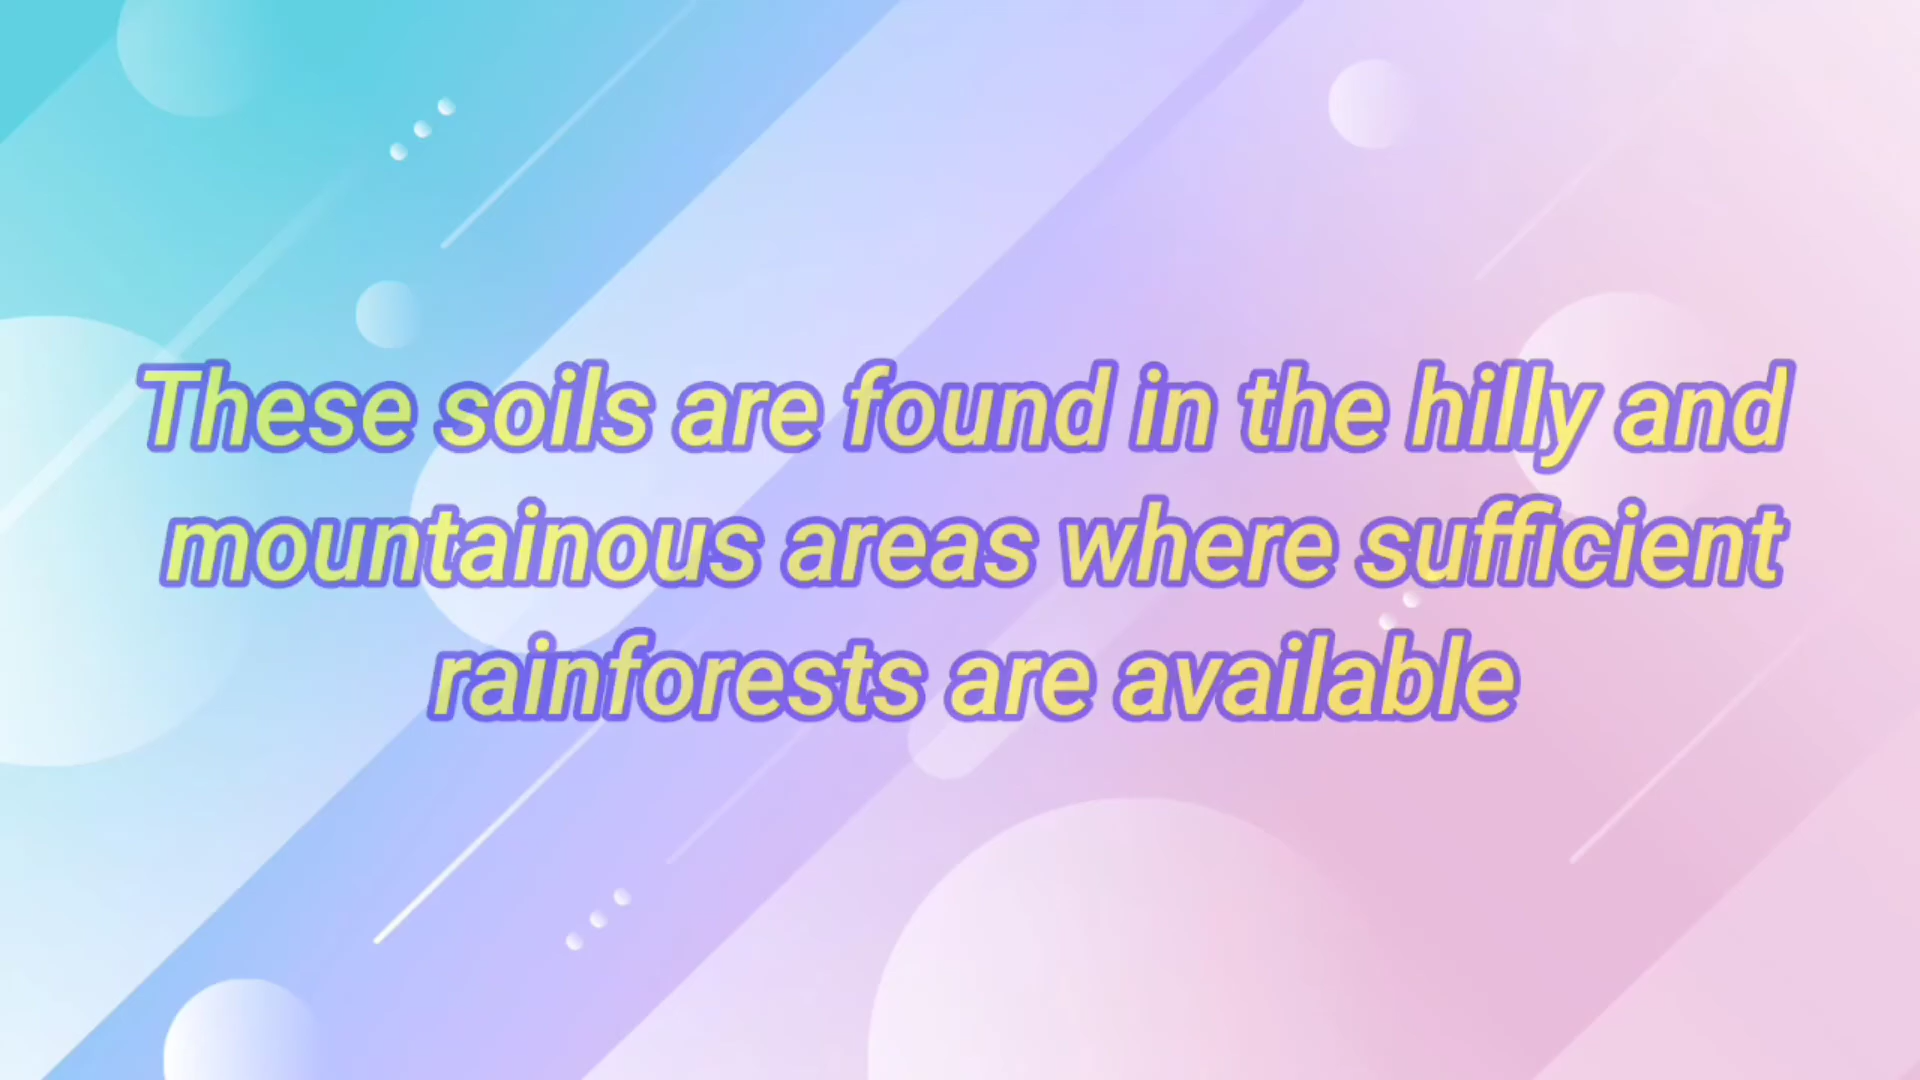 These soils are found in the hilly and
mountainous areas where sufficient
rainforests are available